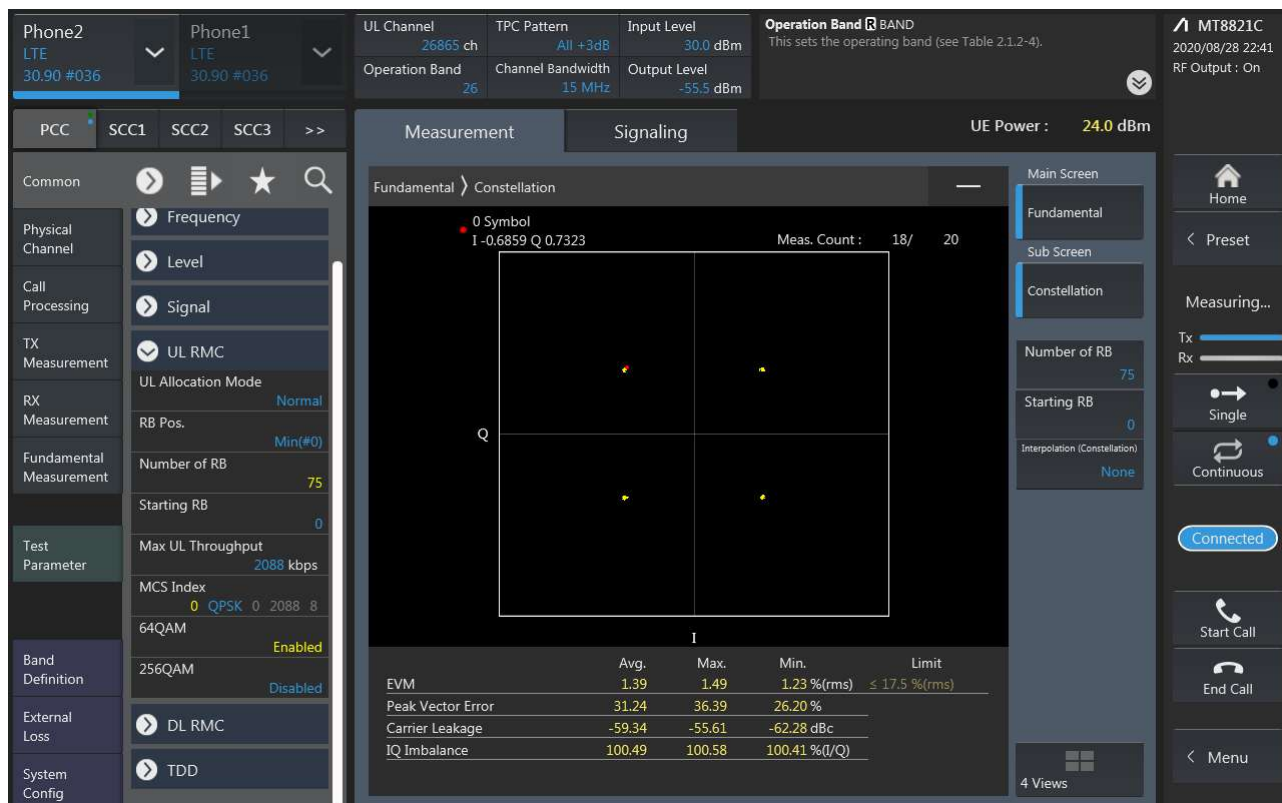 Phone2
LTE
30.90 #036
Phone1
LTE
30.90 #036
UL Channel
26865 ch
TPC Pattern
All +3dB
Input Level
30.0 dBm
Operation Band
26
Channel Bandwidth
15 MHz
Output Level
-55.5 dBm
Operation Band R BAND
This sets the operating band (see Table 2.1.2-4).
MT8821C
2020/08/28 22:41
RF Output : On
PCC SCC1 SCC2 SCC3 >>
Measurement
Signaling
UE Power : 24.0 dBm
Common
Physical
Channel
Call
Processing
TX
Measurement
RX
Measurement
Fundamental
Measurement
Test
Parameter
Band
Definition
External
Loss
System
Config
Frequency
Level
Signal
UL RMC
UL Allocation Mode
Normal
RB Pos.
Min(#0)
Number of RB
75
Starting RB
0
Max UL Throughput
2088 kbps
MCS Index
0 QPSK 0 2088 8
64QAM
Enabled
256QAM
Disabled
DL RMC
TDD
Fundamental 〉 Constellation
0 Symbol
I -0.6859 Q 0.7323
Meas. Count : 18/ 20
Q
I
Avg. Max. Min. Limit
EVM 1.39 1.49 1.23 %(rms) ≤ 17.5 %(rms)
Peak Vector Error 31.24 36.39 26.20 %
Carrier Leakage -59.34 -55.61 -62.28 dBc
IQ Imbalance 100.49 100.58 100.41 %(I/Q)
Main Screen
Fundamental
Sub Screen
Constellation
Number of RB
75
Starting RB
0
Interpolation (Constellation)
None
4 Views
Home
< Preset
Measuring...
Tx
Rx
Single
Continuous
Connected
Start Call
End Call
< Menu